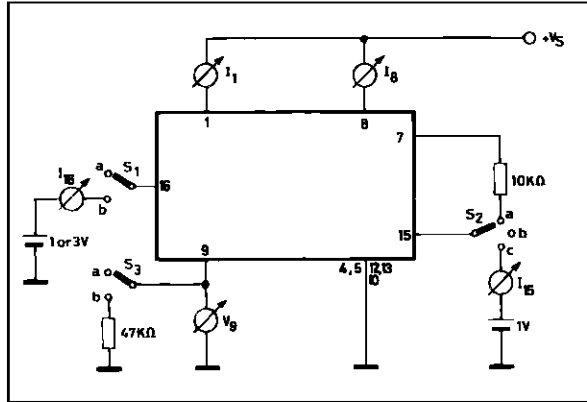 +VS
I1
I8
1
8
7
a
S1
16
I16
b
10KΩ
1 or 3V
S2
a
b
15
c
9
4, 5
12,13
10
a
S3
b
I15
V9
47KΩ
1V